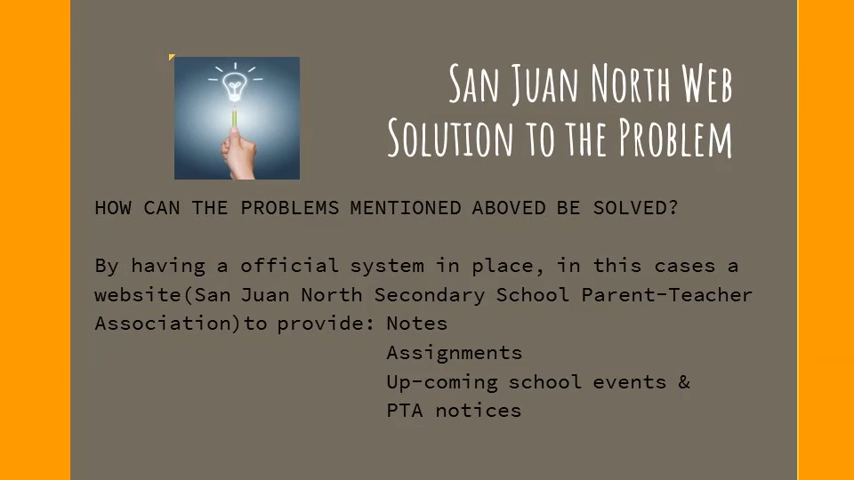 San Juan North Web
Solution to the Problem
HOW CAN THE PROBLEMS MENTIONED ABOVED BE SOLVED?
By having a official system in place, in this cases a
website(San Juan North Secondary School Parent-Teacher
Association)to provide: Notes
Assignments
Up-coming school events &
PTA notices